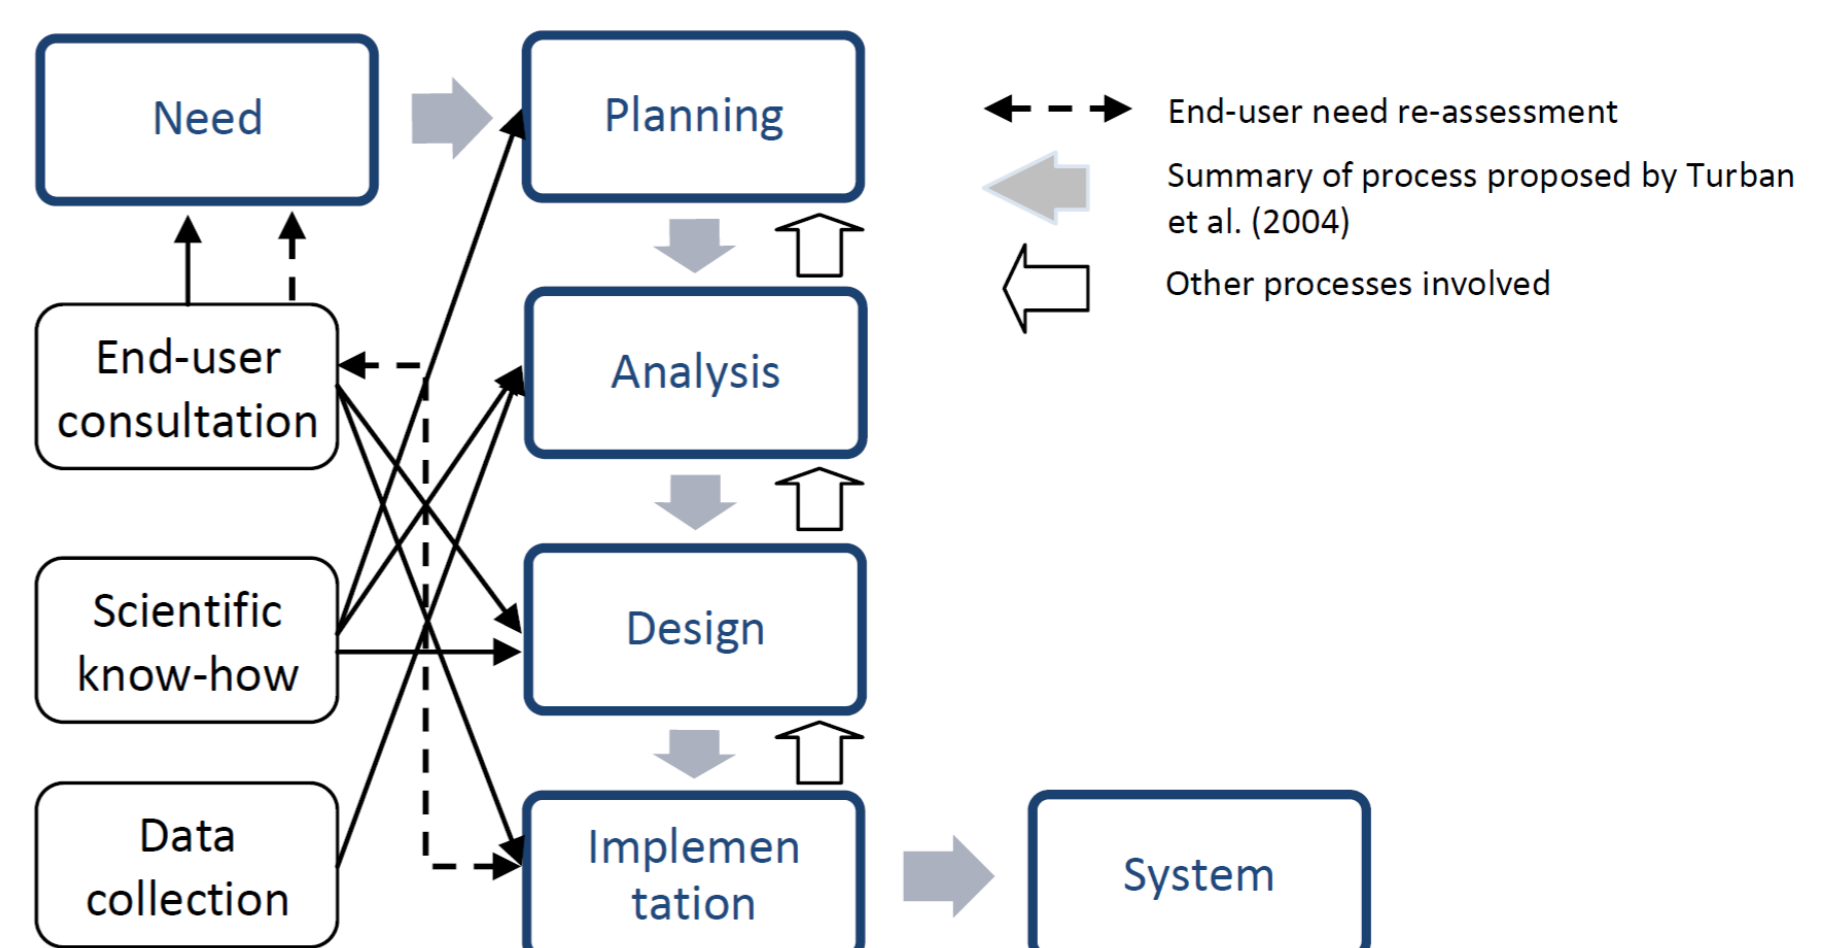 Need
Planning
End-user need re-assessment
Summary of process proposed by Turban
et al. (2004)
Other processes involved
End-user
consultation
Analysis
Scientific
know-how
Design
Data
collection
Implemen
tation
System